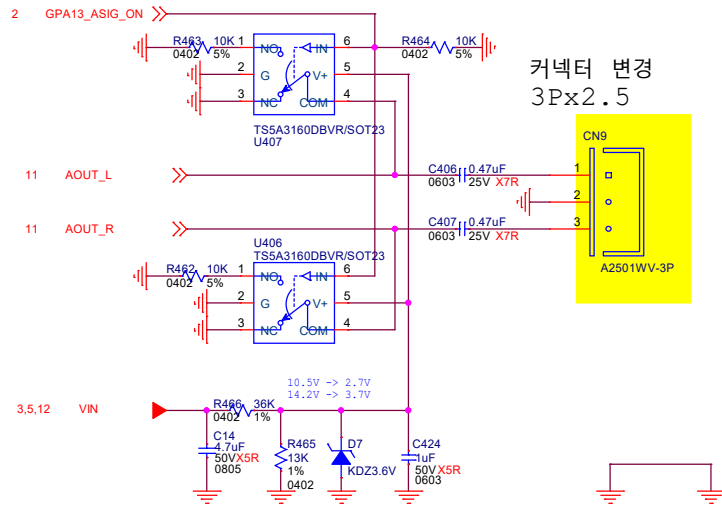 2 GPA13_ASIG_ON
R463 10K 1 NO IN 6 R464 10K
0402 5% 0402 5%
2 G V+ 5
3 NC COM 4
TS5A3160DBVR/SOT23
U407
커넥터 변경
3Px2.5
CN9
11 AOUT_L C406 0.47uF 1
0603 25V X7R
2
11 AOUT_R C407 0.47uF 3
0603 25V X7R
A2501WV-3P
U406
TS5A3160DBVR/SOT23
R462 10K 1 NO IN 6
0402 5%
2 G V+ 5
3 NC COM 4
10.5V -> 2.7V
14.2V -> 3.7V
3,5,12 VIN R466 36K
0402 1%
C14
4.7uF
50V X5R
0805
R465
13K
1%
0402
D7
KDZ3.6V
C424
1uF
50V X5R
0603